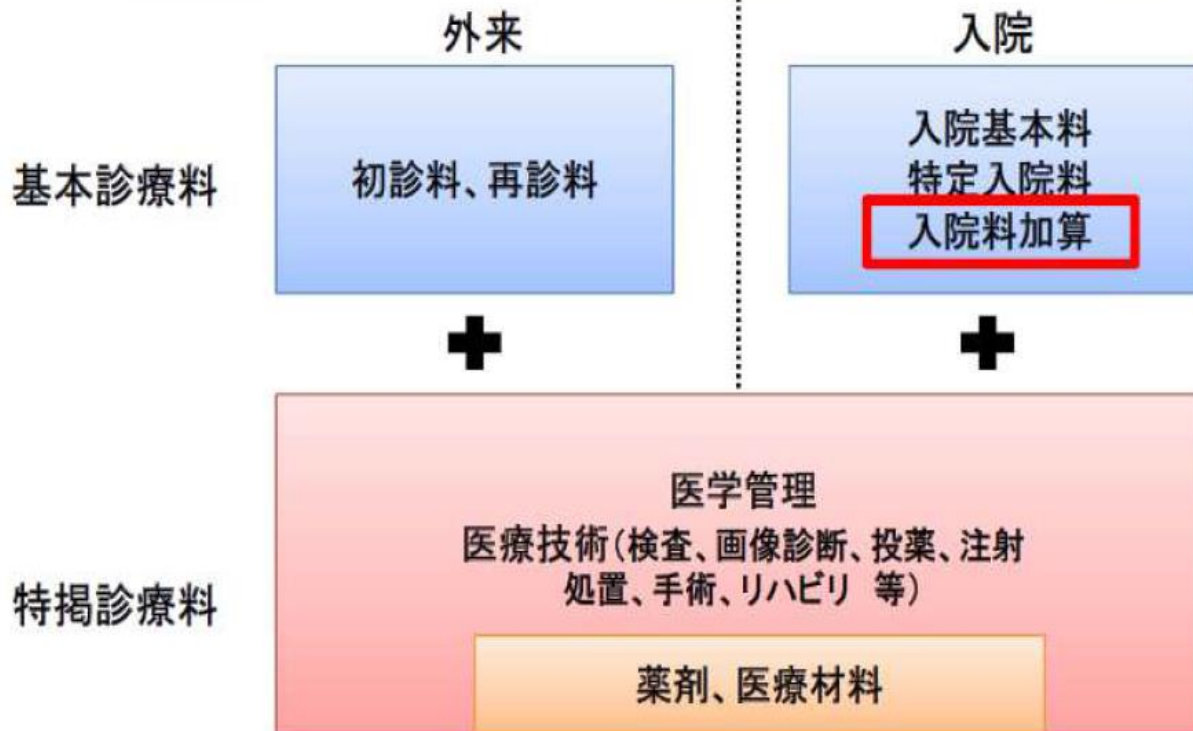 外来
入院
基本診療料
初診料、再診料
入院基本料
特定入院料
入院料加算
特掲診療料
医学管理
医療技術(検査、画像診断、投薬、注射
処置、手術、リハビリ 等)
薬剤、医療材料